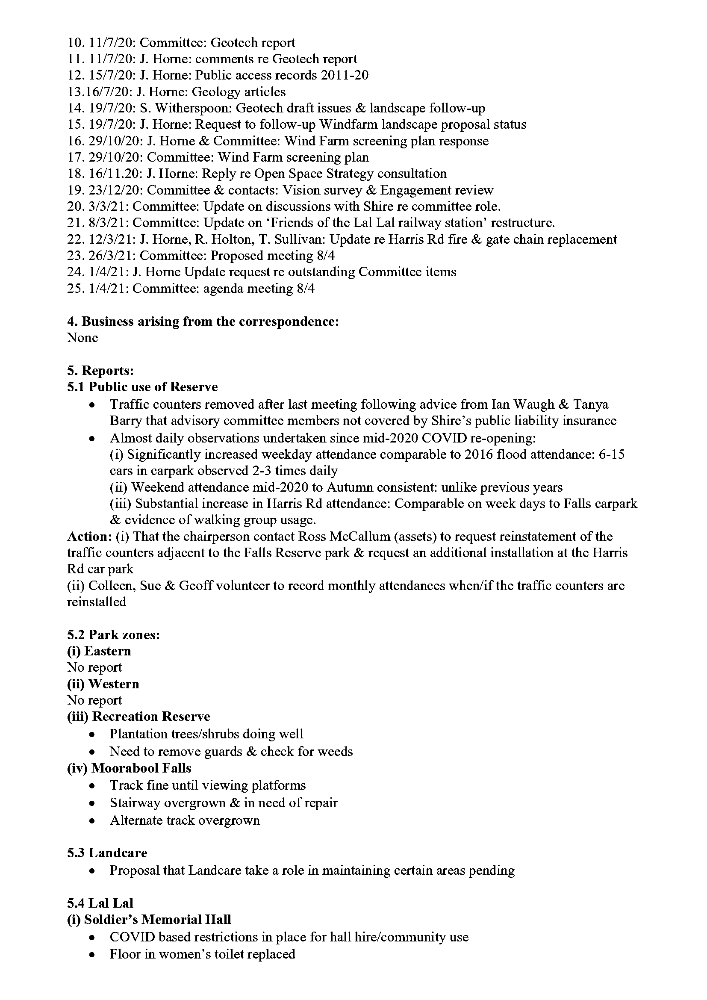 10. 11/7/20: Committee: Geotech report
11. 11/7/20: J. Horne: comments re Geotech report
12. 15/7/20: J. Horne: Public access records 2011-20
13.16/7/20: J. Horne: Geology articles
14. 19/7/20: S. Witherspoon: Geotech draft issues & landscape follow-up
15. 19/7/20: J. Horne: Request to follow-up Windfarm landscape proposal status
16. 29/10/20: J. Horne & Committee: Wind Farm screening plan response
17. 29/10/20: Committee: Wind Farm screening plan
18. 16/11.20: J. Horne: Reply re Open Space Strategy consultation
19. 23/12/20: Committee & contacts: Vision survey & Engagement review
20. 3/3/21: Committee: Update on discussions with Shire re committee role.
21. 8/3/21: Committee: Update on ‘Friends of the Lal Lal railway station’ restructure.
22. 12/3/21: J. Horne, R. Holton, T. Sullivan: Update re Harris Rd fire & gate chain replacement
23. 26/3/21: Committee: Proposed meeting 8/4
24. 1/4/21: J. Horne Update request re outstanding Committee items
25. 1/4/21: Committee: agenda meeting 8/4
4. Business arising from the correspondence:
None
5. Reports:
5.1 Public use of Reserve
• Traffic counters removed after last meeting following advice from Ian Waugh & Tanya
Barry that advisory committee members not covered by Shire’s public liability insurance
• Almost daily observations undertaken since mid-2020 COVID re-opening:
(i) Significantly increased weekday attendance comparable to 2016 flood attendance: 6-15
cars in carpark observed 2-3 times daily
(ii) Weekend attendance mid-2020 to Autumn consistent: unlike previous years
(iii) Substantial increase in Harris Rd attendance: Comparable on week days to Falls carpark
& evidence of walking group usage.
Action: (i) That the chairperson contact Ross McCallum (assets) to request reinstatement of the
traffic counters adjacent to the Falls Reserve park & request an additional installation at the Harris
Rd car park
(ii) Colleen, Sue & Geoff volunteer to record monthly attendances when/if the traffic counters are
reinstalled
5.2 Park zones:
(i) Eastern
No report
(ii) Western
No report
(iii) Recreation Reserve
• Plantation trees/shrubs doing well
• Need to remove guards & check for weeds
(iv) Moorabool Falls
• Track fine until viewing platforms
• Stairway overgrown & in need of repair
• Alternate track overgrown
5.3 Landcare
• Proposal that Landcare take a role in maintaining certain areas pending
5.4 Lal Lal
(i) Soldier’s Memorial Hall
• COVID based restrictions in place for hall hire/community use
• Floor in women’s toilet replaced